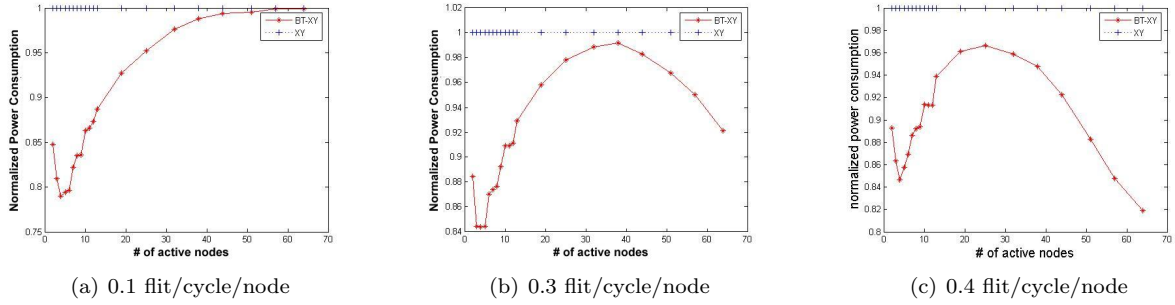 1
0.95
0.9
0.85
0.8
0.75
0 10 20 30 40 50 60 70
Normalized Power Consumption
# of active nodes
BT-XY
XY
(a) 0.1 flit/cycle/node
1.02
1
0.98
0.96
0.94
0.92
0.9
0.88
0.86
0.84
0 10 20 30 40 50 60 70
Normalized Power Consumption
# of active nodes
BT-XY
XY
(b) 0.3 flit/cycle/node
1
0.98
0.96
0.94
0.92
0.9
0.88
0.86
0.84
0.82
0.8
0 10 20 30 40 50 60 70
normalized power consumption
# of active nodes
BT-XY
XY
(c) 0.4 flit/cycle/node